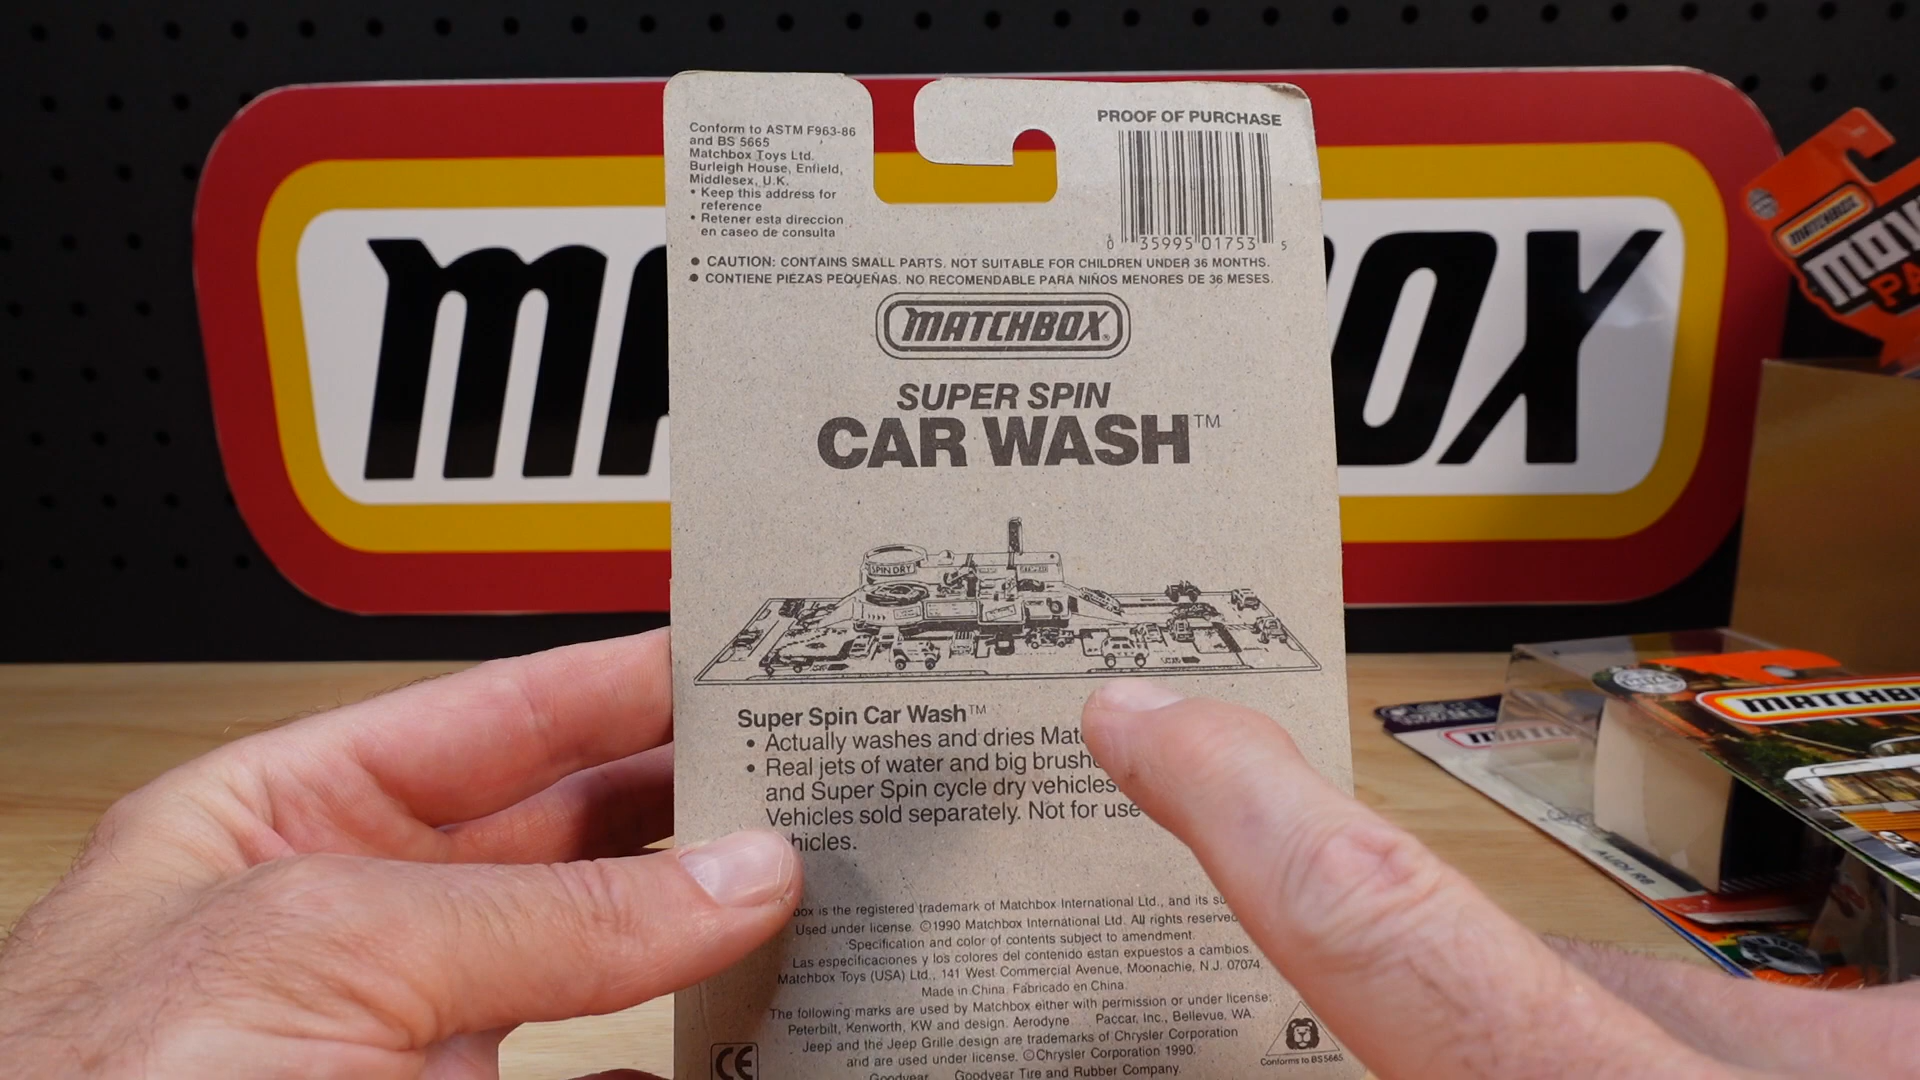 Conform to ASTM F963-86
and BS 5665
Matchbox Toys Ltd.
Burleigh House, Enfield,
Middlesex, U.K.
• Keep this address for
reference
• Retener esta direccion
en caseo de consulta
PROOF OF PURCHASE
0 35995 01753 5
• CAUTION: CONTAINS SMALL PARTS. NOT SUITABLE FOR CHILDREN UNDER 36 MONTHS.
• CONTIENE PIEZAS PEQUEÑAS. NO RECOMENDABLE PARA NIÑOS MENORES DE 36 MESES.
MATCHBOX®
SUPER SPIN
CAR WASH™
SPIN DRY
Super Spin Car Wash™
• Actually washes and dries
• Real jets of water and big
and Super Spin cycle dry vehicles
Vehicles sold separately. Not for use
is the registered trademark of Matchbox International Ltd., and its
Used under license. ©1990 Matchbox International Ltd. All rights reserved
Specification and color of contents subject to amendment.
Las especificaciones y los colores del contenido estan expuestos a cambios.
Matchbox Toys (USA) Ltd., 141 West Commercial Avenue, Moonachie, N.J. 07074.
Made in China. Fabricado en China.
The following marks are used by Matchbox either with permission or under license:
Peterbilt, Kenworth, KW and design. Aerodyne Paccar, Inc., Bellevue, WA.
Jeep and the Jeep Grille design are trademarks of Chrysler Corporation
and are used under license. ©Chrysler Corporation 1990.
Goodyear Goodyear Tire and Rubber Company.
CE
Conforms to BS5665
MATCHBOX
MATCHBOX
AUDI R8